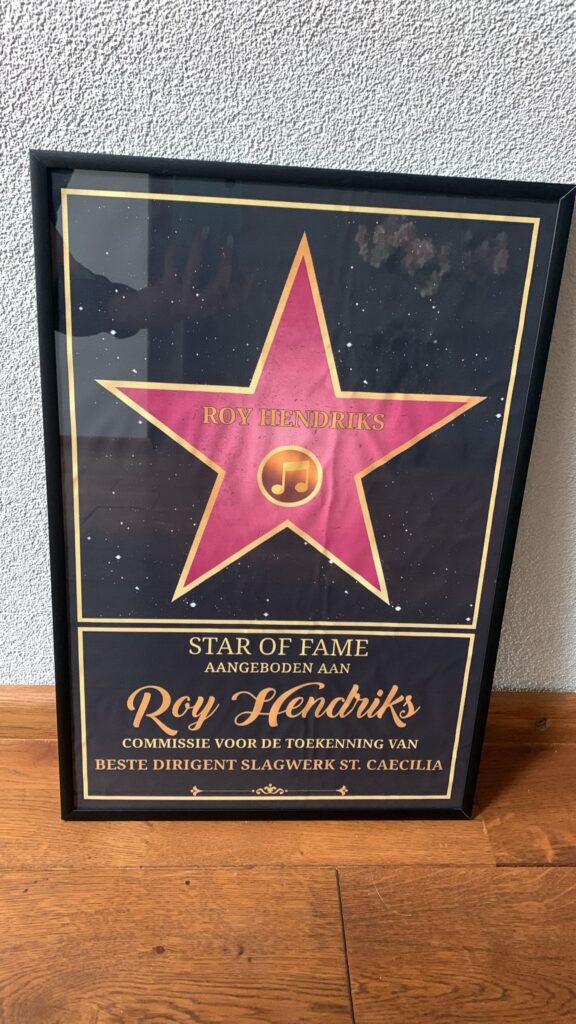 ROY HENDRIKS
STAR OF FAME
AANGEBODEN AAN
Roy Hendriks
COMMISSIE VOOR DE TOEKENNING VAN
BESTE DIRIGENT SLAGWERK ST. CAECILIA